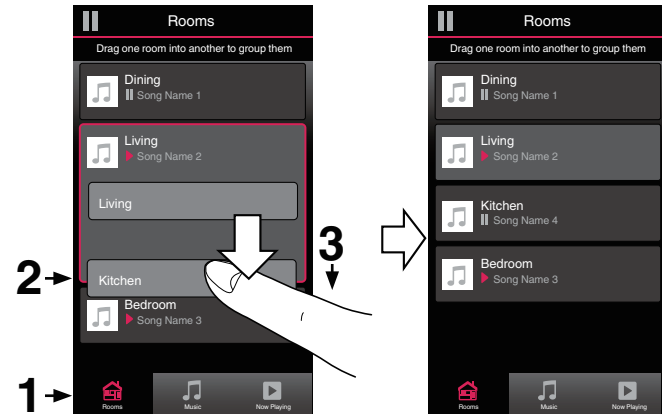 Rooms
Drag one room into another to group them
Dining
Song Name 1
Living
Song Name 2
Living
Kitchen
Bedroom
Song Name 3
Rooms
Music
Now Playing
2
3
1
Rooms
Drag one room into another to group them
Dining
Song Name 1
Living
Song Name 2
Kitchen
Song Name 4
Bedroom
Song Name 3
Rooms
Music
Now Playing